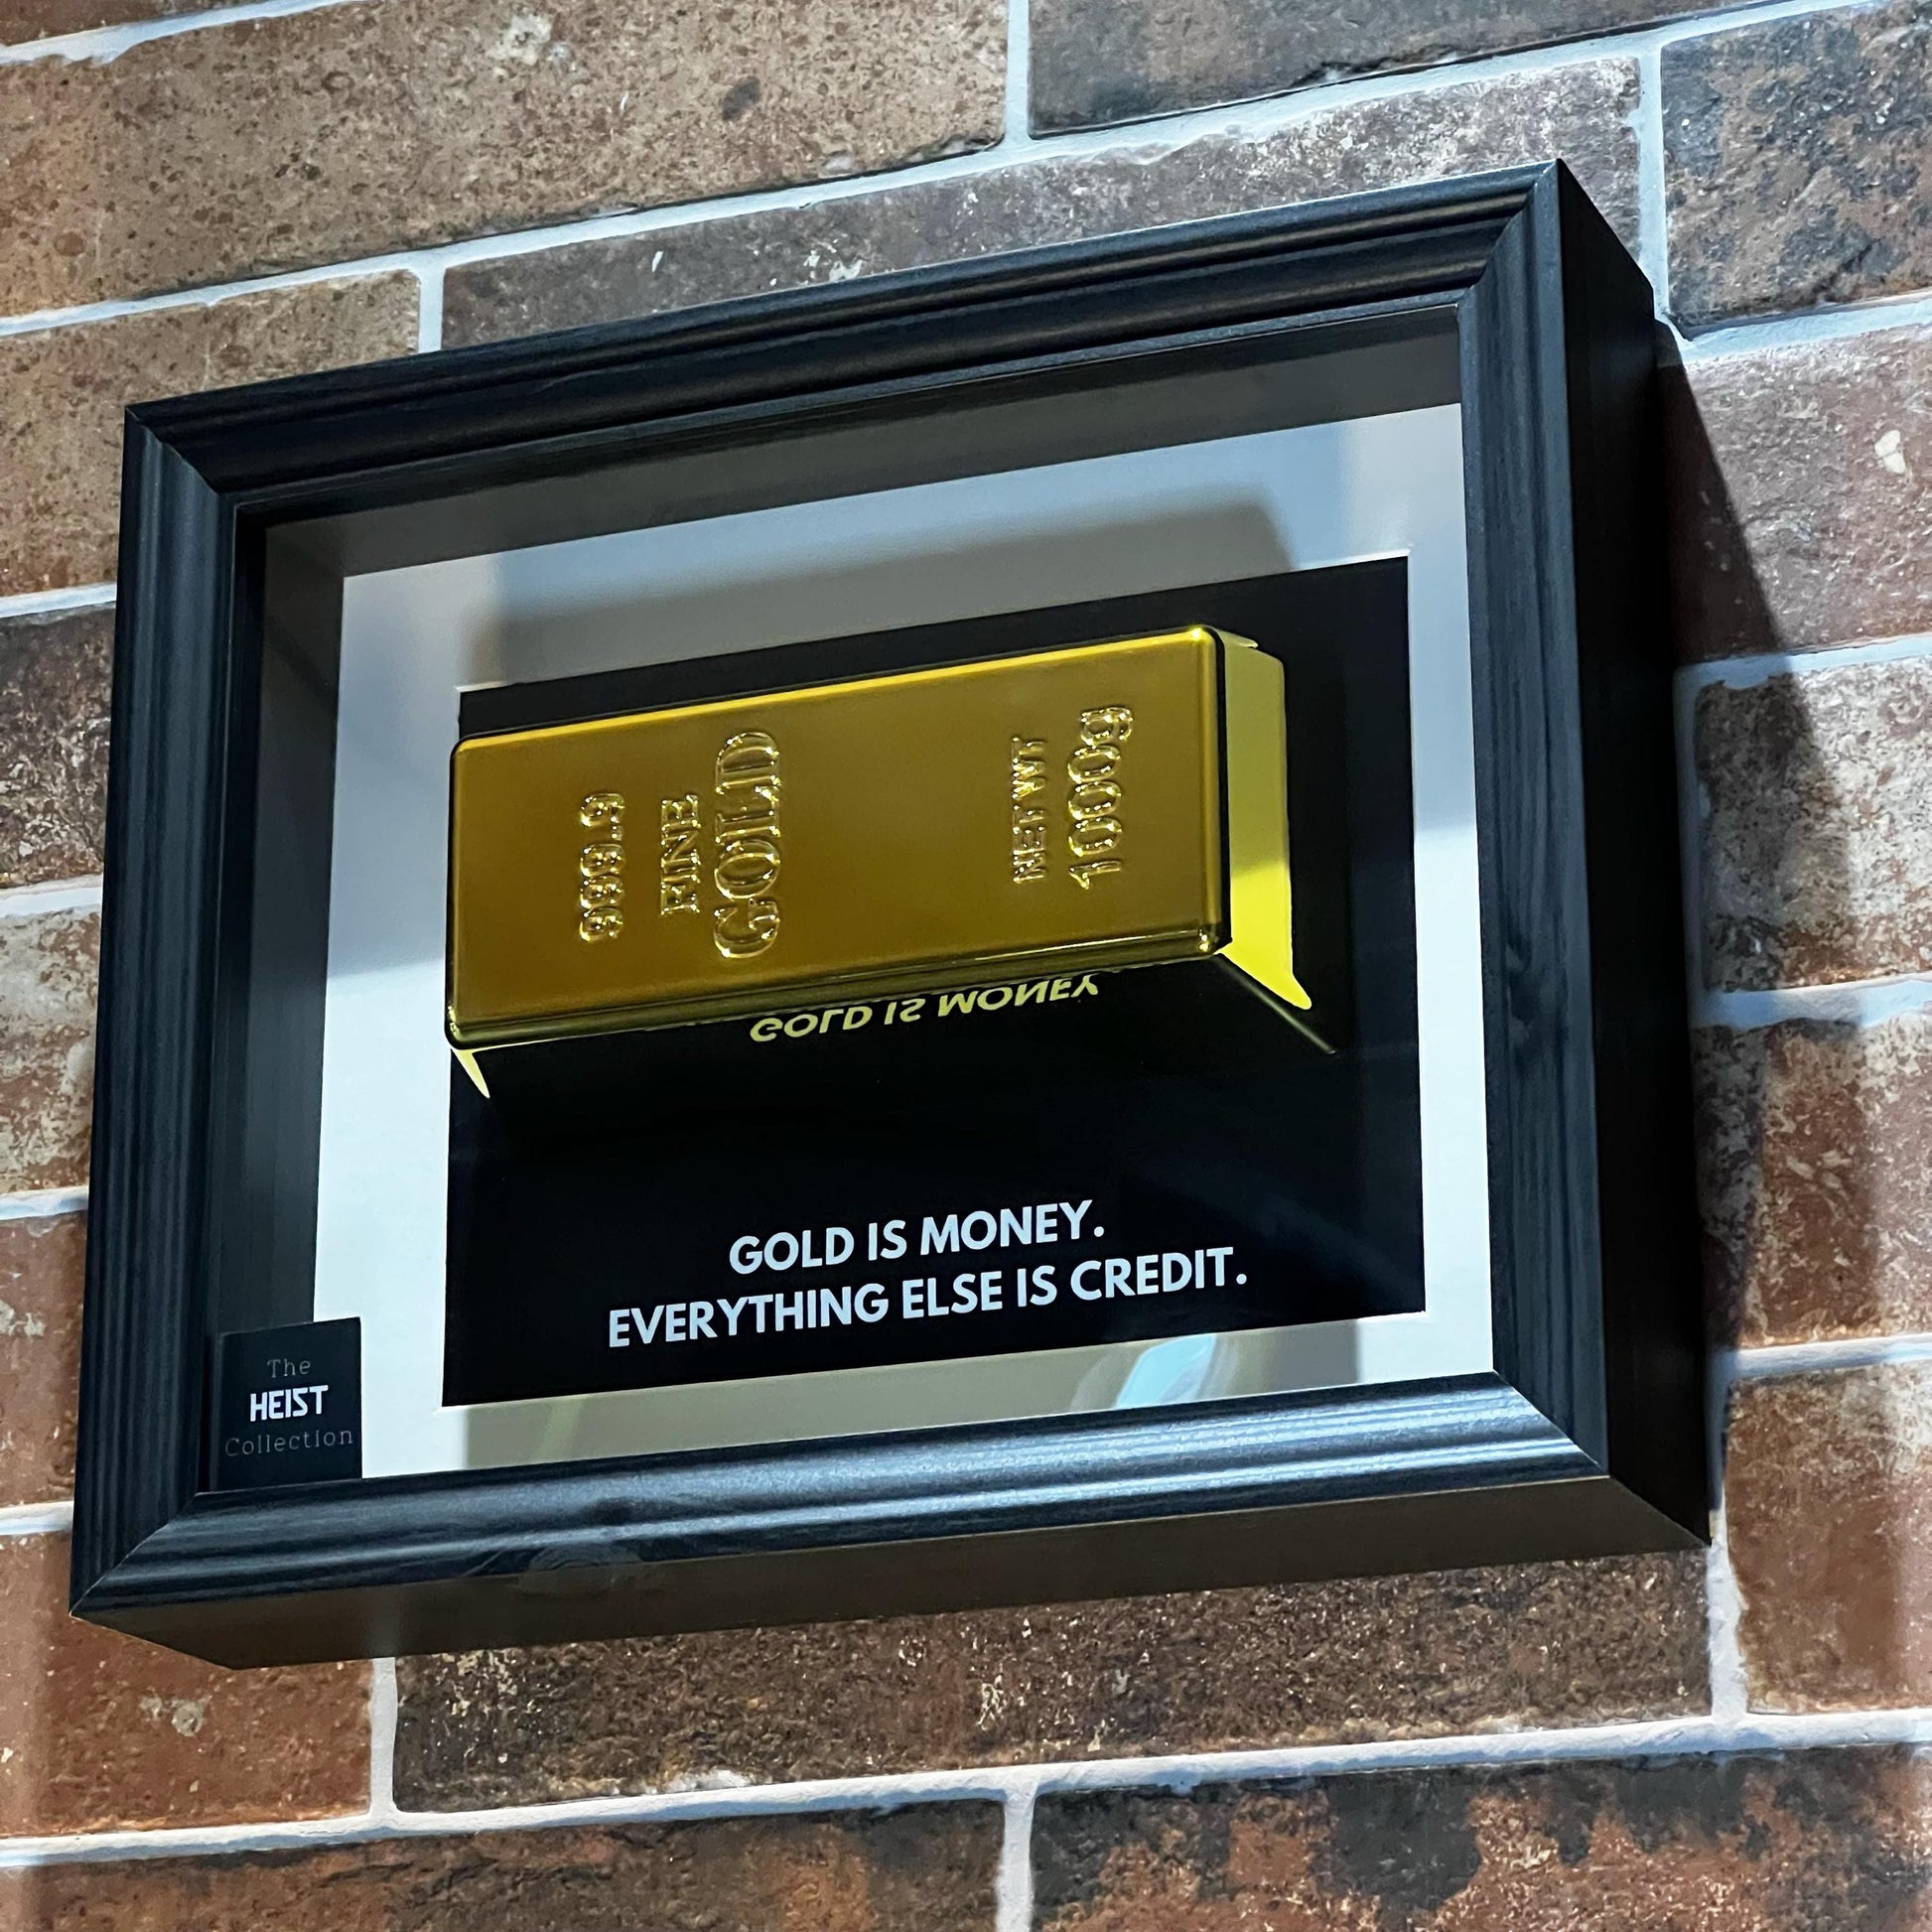 999.9
FINE
GOLD
NET WT
1000g
GOLD IS MONEY
GOLD IS MONEY.
EVERYTHING ELSE IS CREDIT.
The
HEIST
Collection